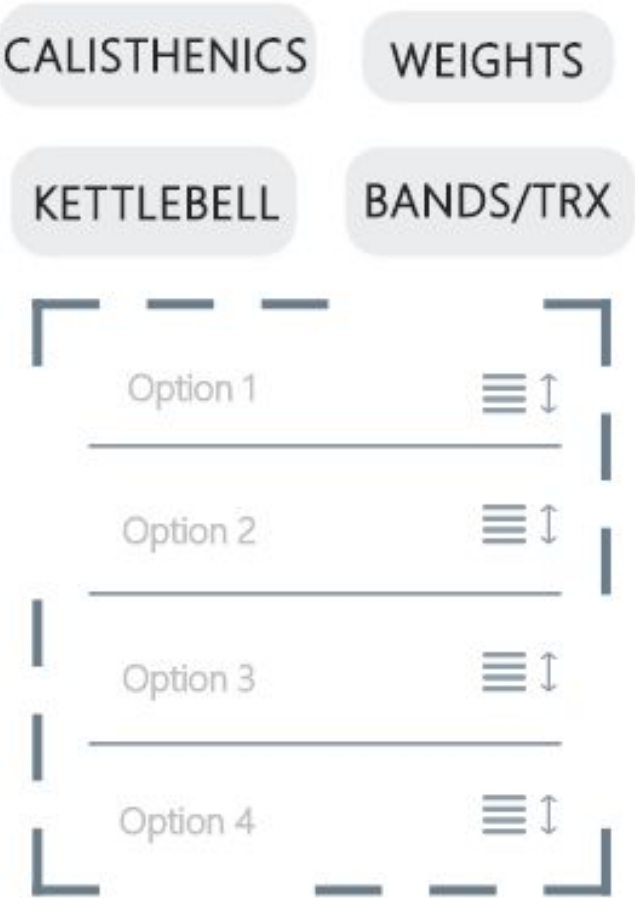 CALISTHENICS WEIGHTS
KETTLEBELL BANDS/TRX
Option 1
Option 2
Option 3
Option 4